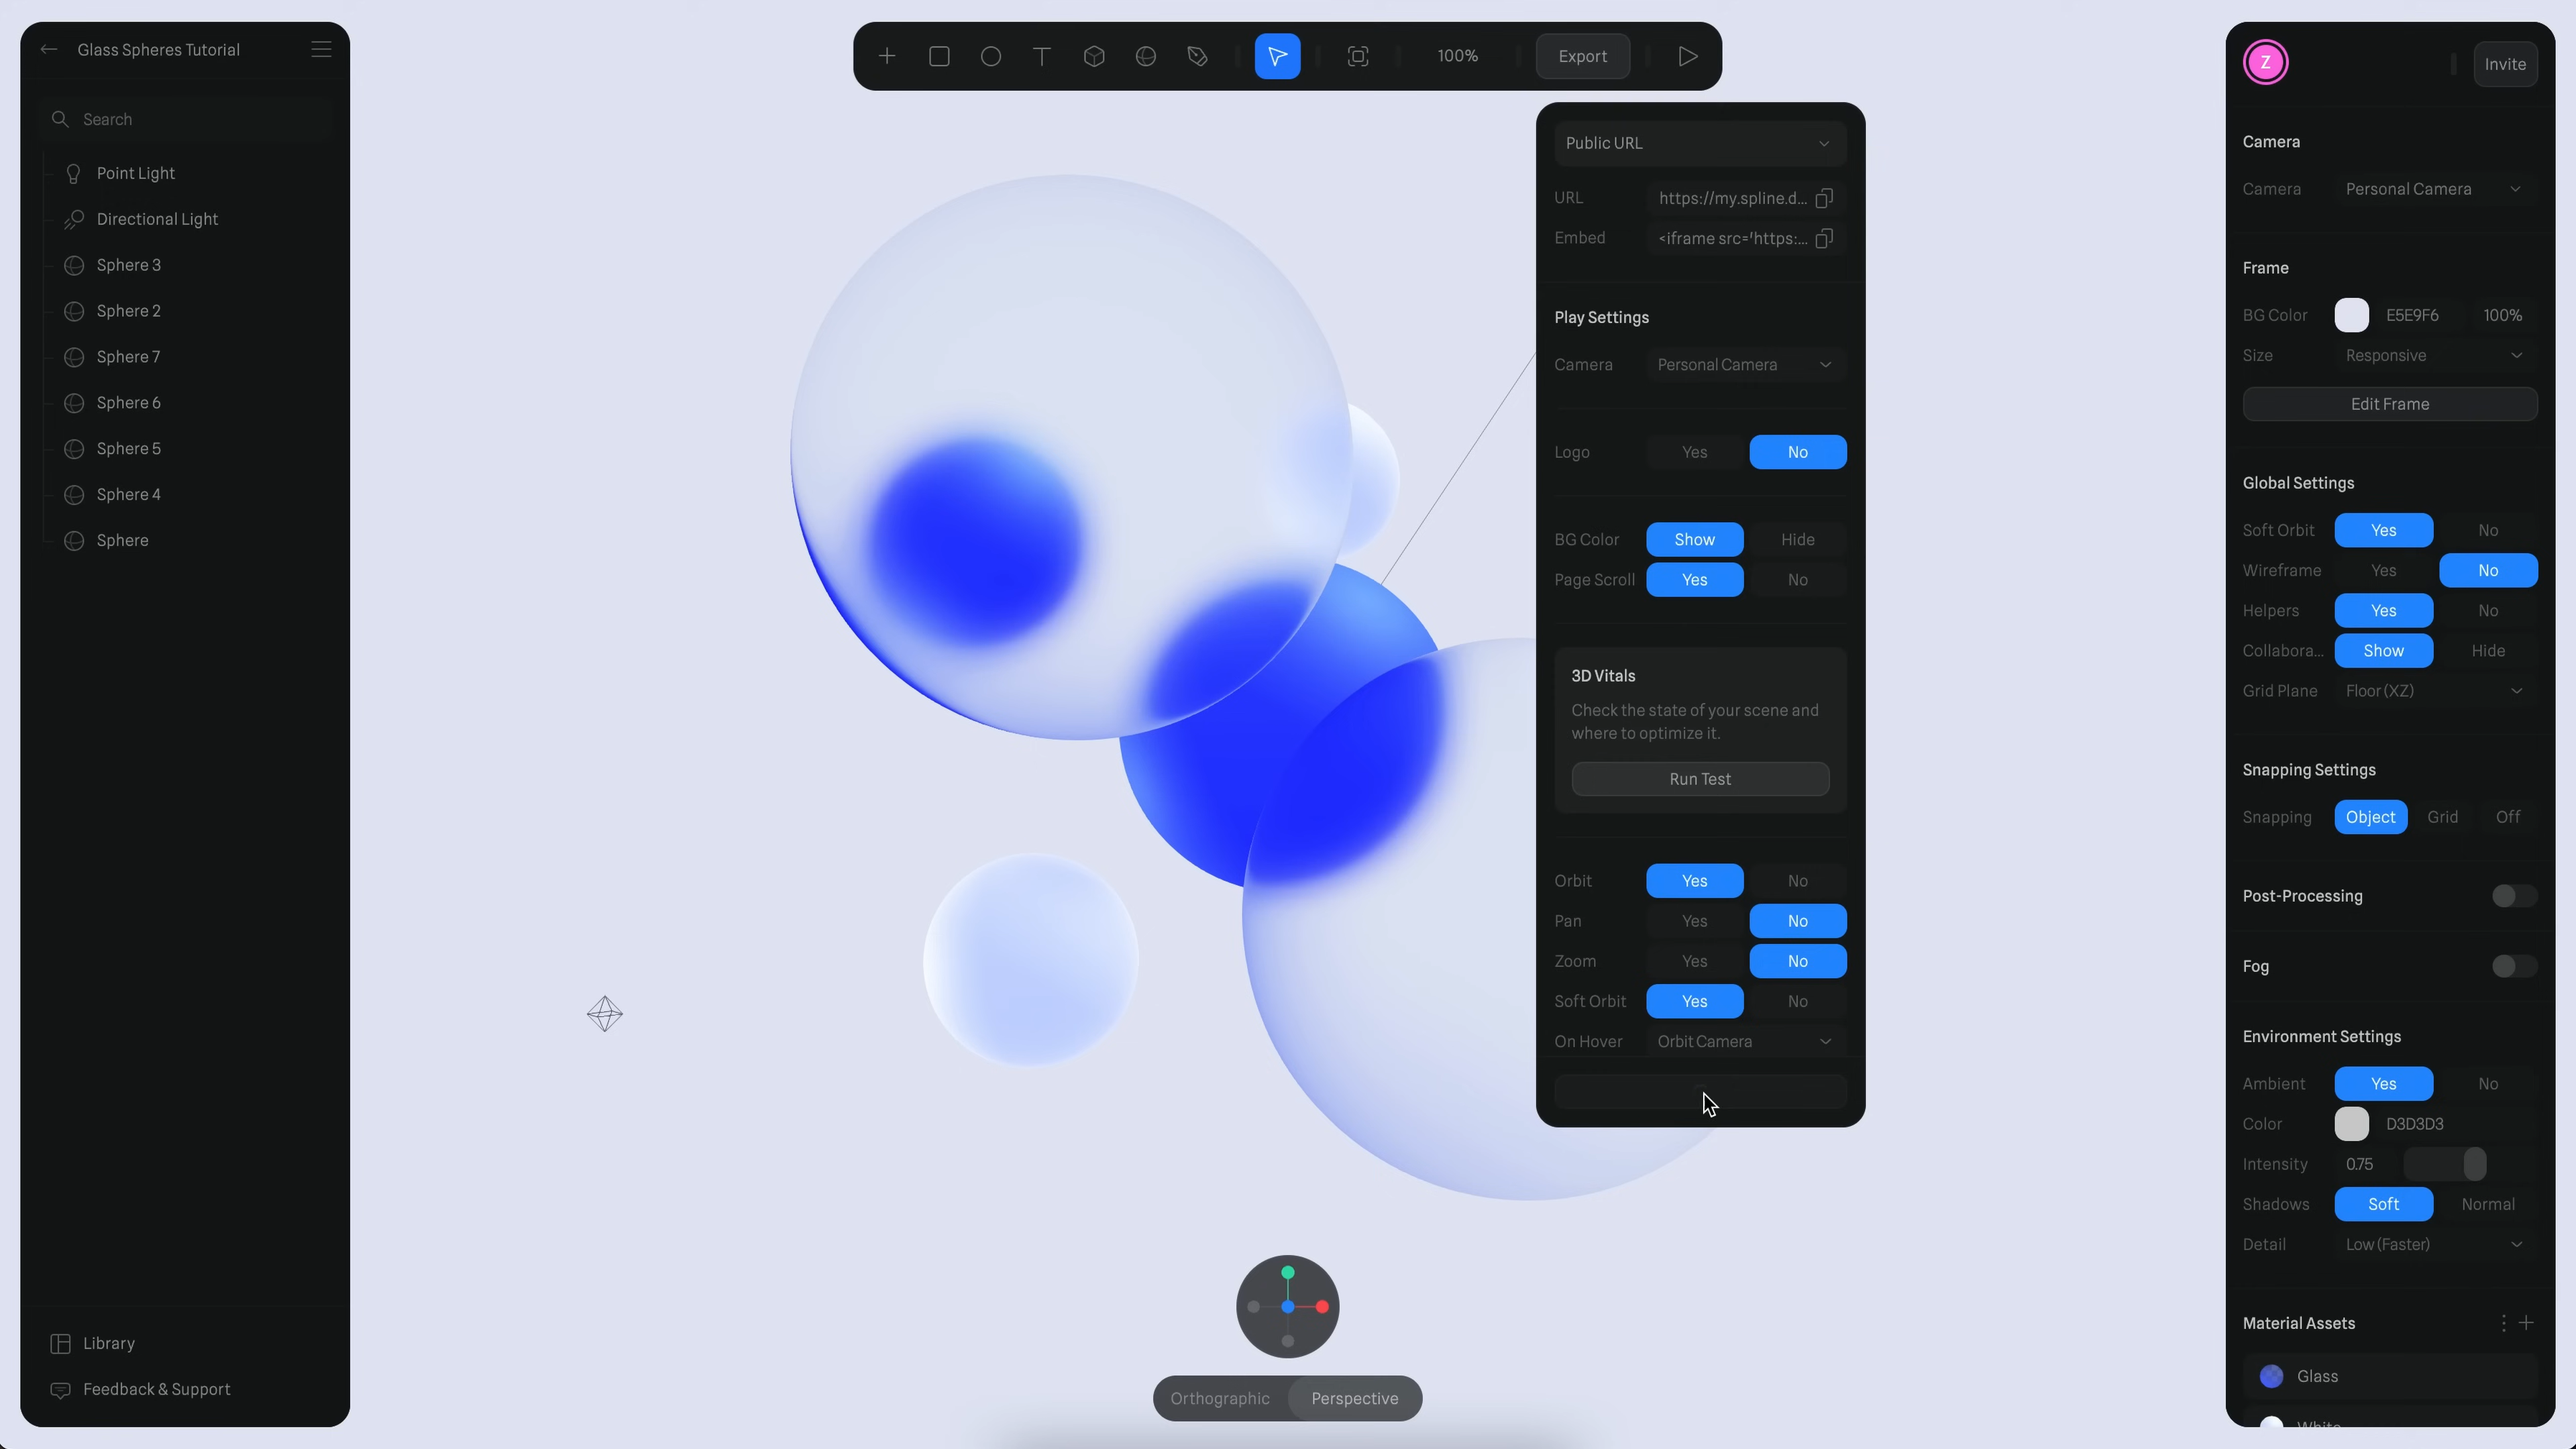 Glass Spheres Tutorial
Search
Point Light
Directional Light
Sphere 3
Sphere 2
Sphere 7
Sphere 6
Sphere 5
Sphere 4
Sphere
Library
Feedback & Support
100%
Export
Public URL
URL https://my.spline.d...
Embed <iframe src='https:...
Play Settings
Camera Personal Camera
Logo Yes No
BG Color Show Hide
Page Scroll Yes No
3D Vitals
Check the state of your scene and
where to optimize it.
Run Test
Orbit Yes No
Pan Yes No
Zoom Yes No
Soft Orbit Yes No
On Hover Orbit Camera
Orthographic Perspective
Z
Invite
Camera
Camera Personal Camera
Frame
BG Color E5E9F6 100%
Size Responsive
Edit Frame
Global Settings
Soft Orbit Yes No
Wireframe Yes No
Helpers Yes No
Collabora... Show Hide
Grid Plane Floor (XZ)
Snapping Settings
Snapping Object Grid Off
Post-Processing
Fog
Environment Settings
Ambient Yes No
Color D3D3D3
Intensity 0.75
Shadows Soft Normal
Detail Low (Faster)
Material Assets
Glass
White